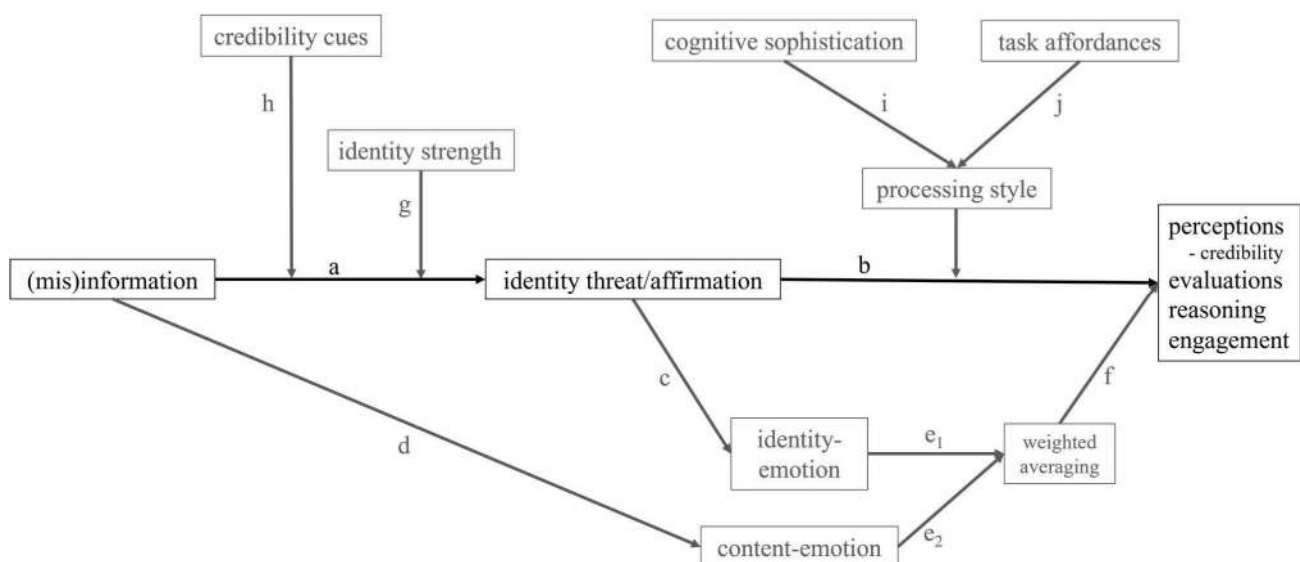 credibility cues
cognitive sophistication
task affordances
h
i
j
identity strength
processing style
g
perceptions
- credibility
evaluations
reasoning
engagement
(mis)information
a
identity threat/affirmation
b
c
f
d
identity-
emotion
e₁
weighted
averaging
content-emotion
e₂